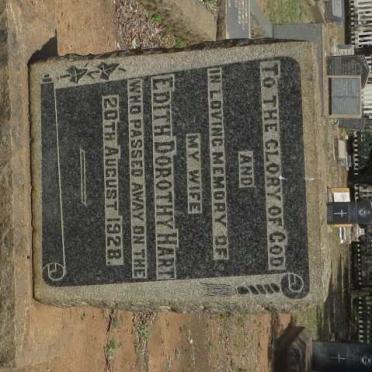 TO THE GLORY OF GOD
AND
IN LOVING MEMORY OF
MY WIFE
EDITH DOROTHY HART
WHO PASSED AWAY ON THE
20TH AUGUST 1928